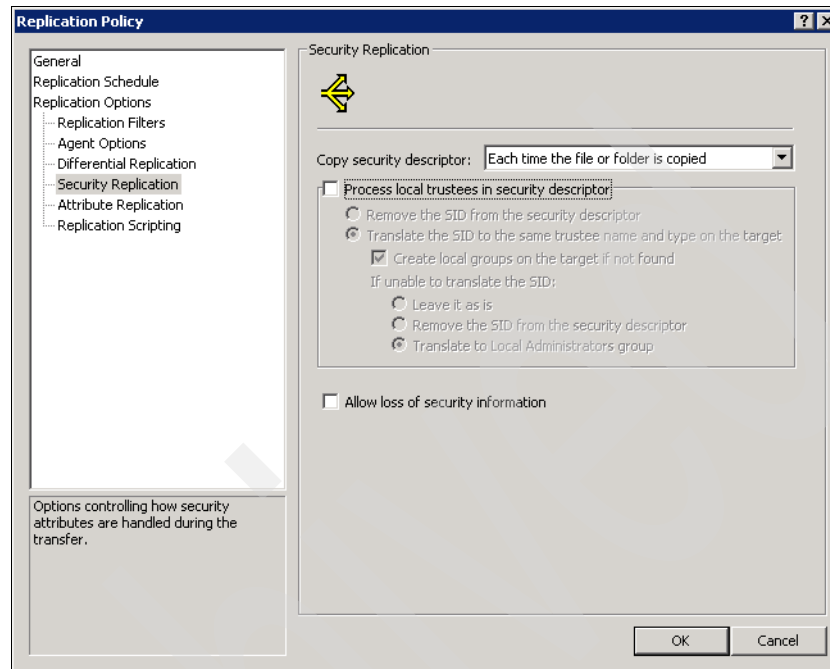 Replication Policy
General
Replication Schedule
Replication Options
Replication Filters
Agent Options
Differential Replication
Security Replication
Attribute Replication
Replication Scripting
Options controlling how security
attributes are handled during the
transfer.
Security Replication
Copy security descriptor: Each time the file or folder is copied
Process local trustees in security descriptor
Remove the SID from the security descriptor
Translate the SID to the same trustee name and type on the target
Create local groups on the target if not found
If unable to translate the SID:
Leave it as is
Remove the SID from the security descriptor
Translate to Local Administrators group
Allow loss of security information
OK Cancel